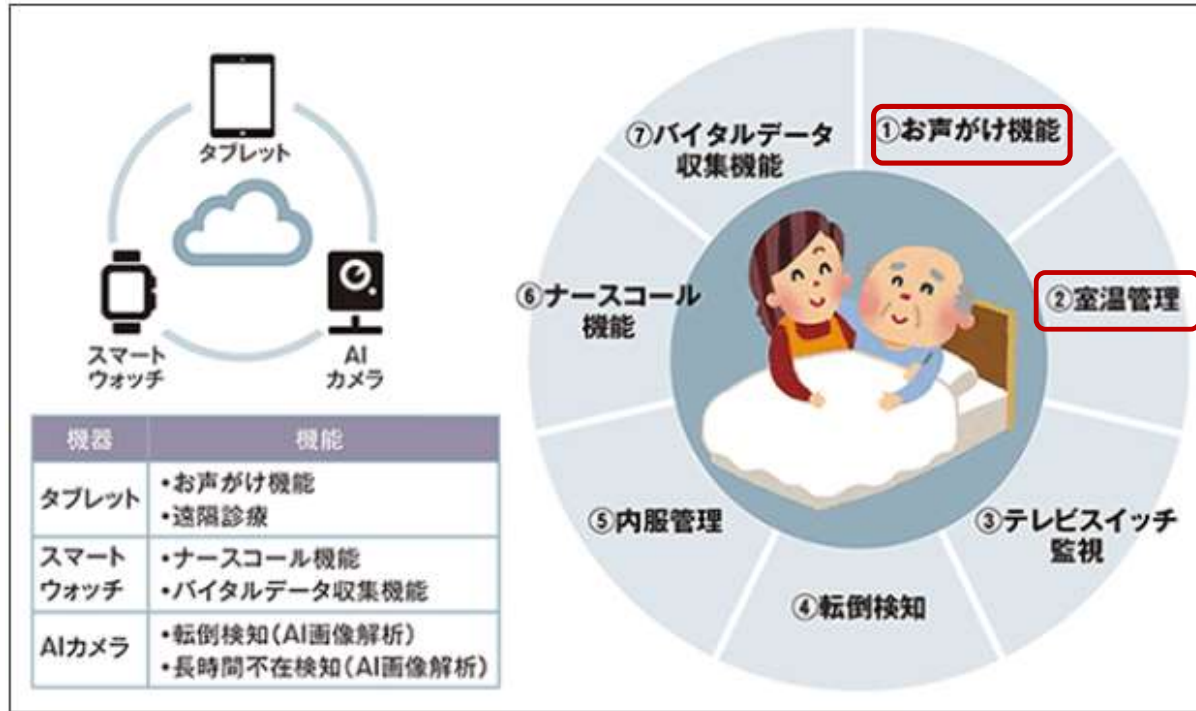 タブレット
スマート
ウォッチ
AI
カメラ
機器 機能
タブレット
•お声がけ機能
•遠隔診療
スマート
ウォッチ
•ナースコール機能
•バイタルデータ収集機能
AIカメラ
•転倒検知(AI画像解析)
•長時間不在検知(AI画像解析)
①お声がけ機能
②室温管理
③テレビスイッチ
監視
④転倒検知
⑤内服管理
⑥ナースコール
機能
⑦バイタルデータ
収集機能